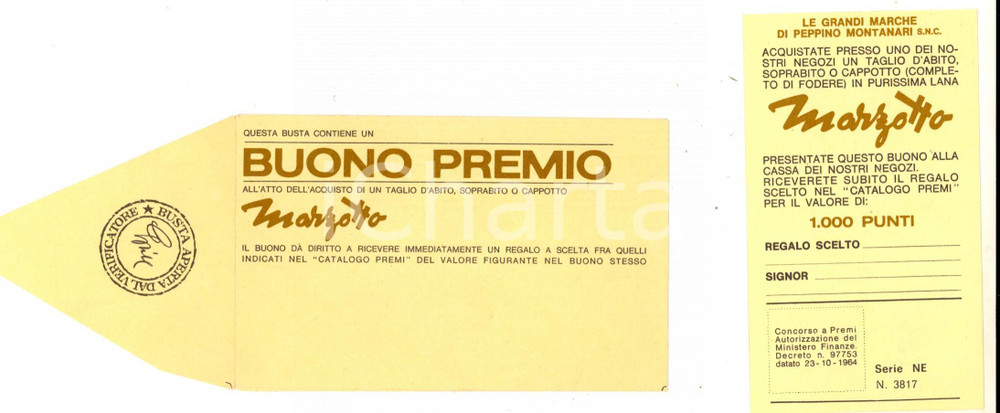 QUESTA BUSTA CONTIENE UN
BUONO PREMIO
ALL'ATTO DELL'ACQUISTO DI UN TAGLIO D'ABITO, SOPRABITO O CAPPOTTO
Marzotto
IL BUONO DÀ DIRITTO A RICEVERE IMMEDIATAMENTE UN REGALO A SCELTA FRA QUELLI
INDICATI NEL "CATALOGO PREMI" DEL VALORE FIGURANTE NEL BUONO STESSO
BUSTA APERTA DAL VERIFICATORE ★
LE GRANDI MARCHE
DI PEPPINO MONTANARI S.N.C.
ACQUISTATE PRESSO UNO DEI NO-
STRI NEGOZI UN TAGLIO D'ABITO,
SOPRABITO O CAPPOTTO (COMPLE-
TO DI FODERE) IN PURISSIMA LANA
Marzotto
PRESENTATE QUESTO BUONO ALLA
CASSA DEI NOSTRI NEGOZI.
RICEVERETE SUBITO IL REGALO
SCELTO NEL "CATALOGO PREMI"
PER IL VALORE DI:
1.000 PUNTI
REGALO SCELTO
SIGNOR
Concorso a Premi
Autorizzazione del
Ministero Finanze.
Decreto n. 97753
datato 23-10-1964
Serie NE
N. 3817